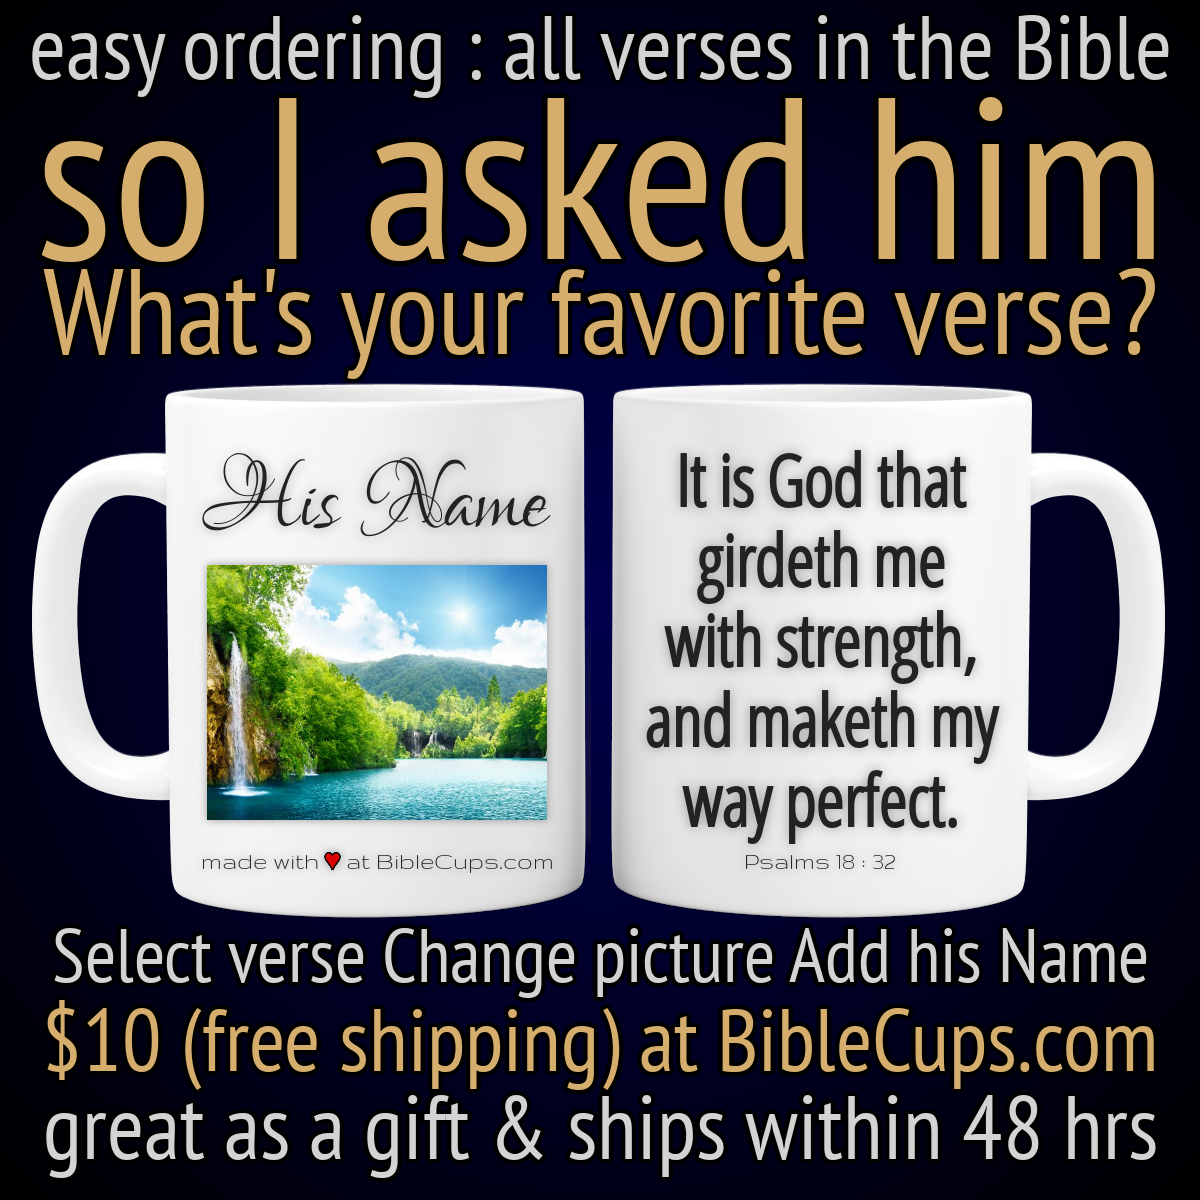 easy ordering : all verses in the Bible
so I asked him
What's your favorite verse?
His Name
made with ♥ at BibleCups.com
It is God that
girdeth me
with strength,
and maketh my
way perfect.
Psalms 18 : 32
Select verse Change picture Add his Name
$10 (free shipping) at BibleCups.com
great as a gift & ships within 48 hrs